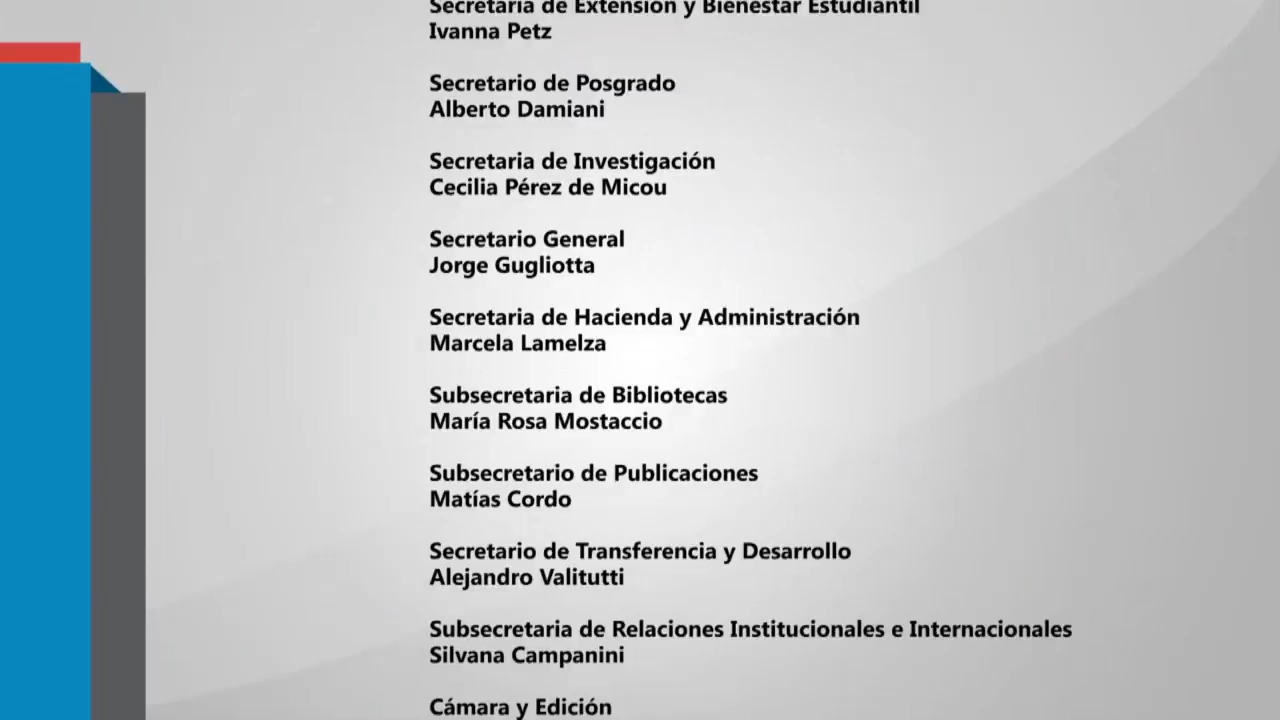 Secretaria de Extensión y Bienestar Estudiantil
Ivanna Petz
Secretario de Posgrado
Alberto Damiani
Secretaria de Investigación
Cecilia Pérez de Micou
Secretario General
Jorge Gugliotta
Secretaria de Hacienda y Administración
Marcela Lamelza
Subsecretaria de Bibliotecas
María Rosa Mostaccio
Subsecretario de Publicaciones
Matías Cordo
Secretario de Transferencia y Desarrollo
Alejandro Valitutti
Subsecretaria de Relaciones Institucionales e Internacionales
Silvana Campanini
Cámara y Edición